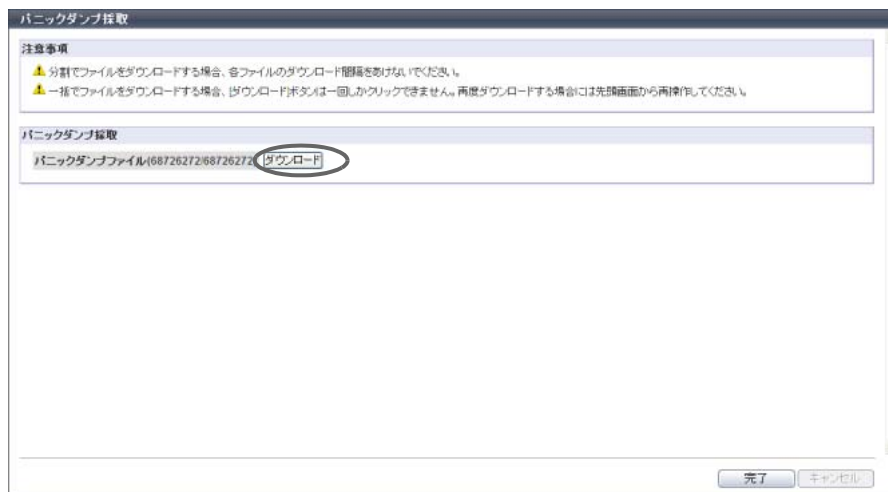 パニックダンプ採取
注意事項
分割でファイルをダウンロードする場合、各ファイルのダウンロード間隔をあけないでください。
一括でファイルをダウンロードする場合、[ダウンロード]ボタンは一回しかクリックできません。再度ダウンロードする場合には先頭画面から再操作してください。
パニックダンプ採取
パニックダンプファイル(68726272/68726272) ダウンロード
完了 キャンセル